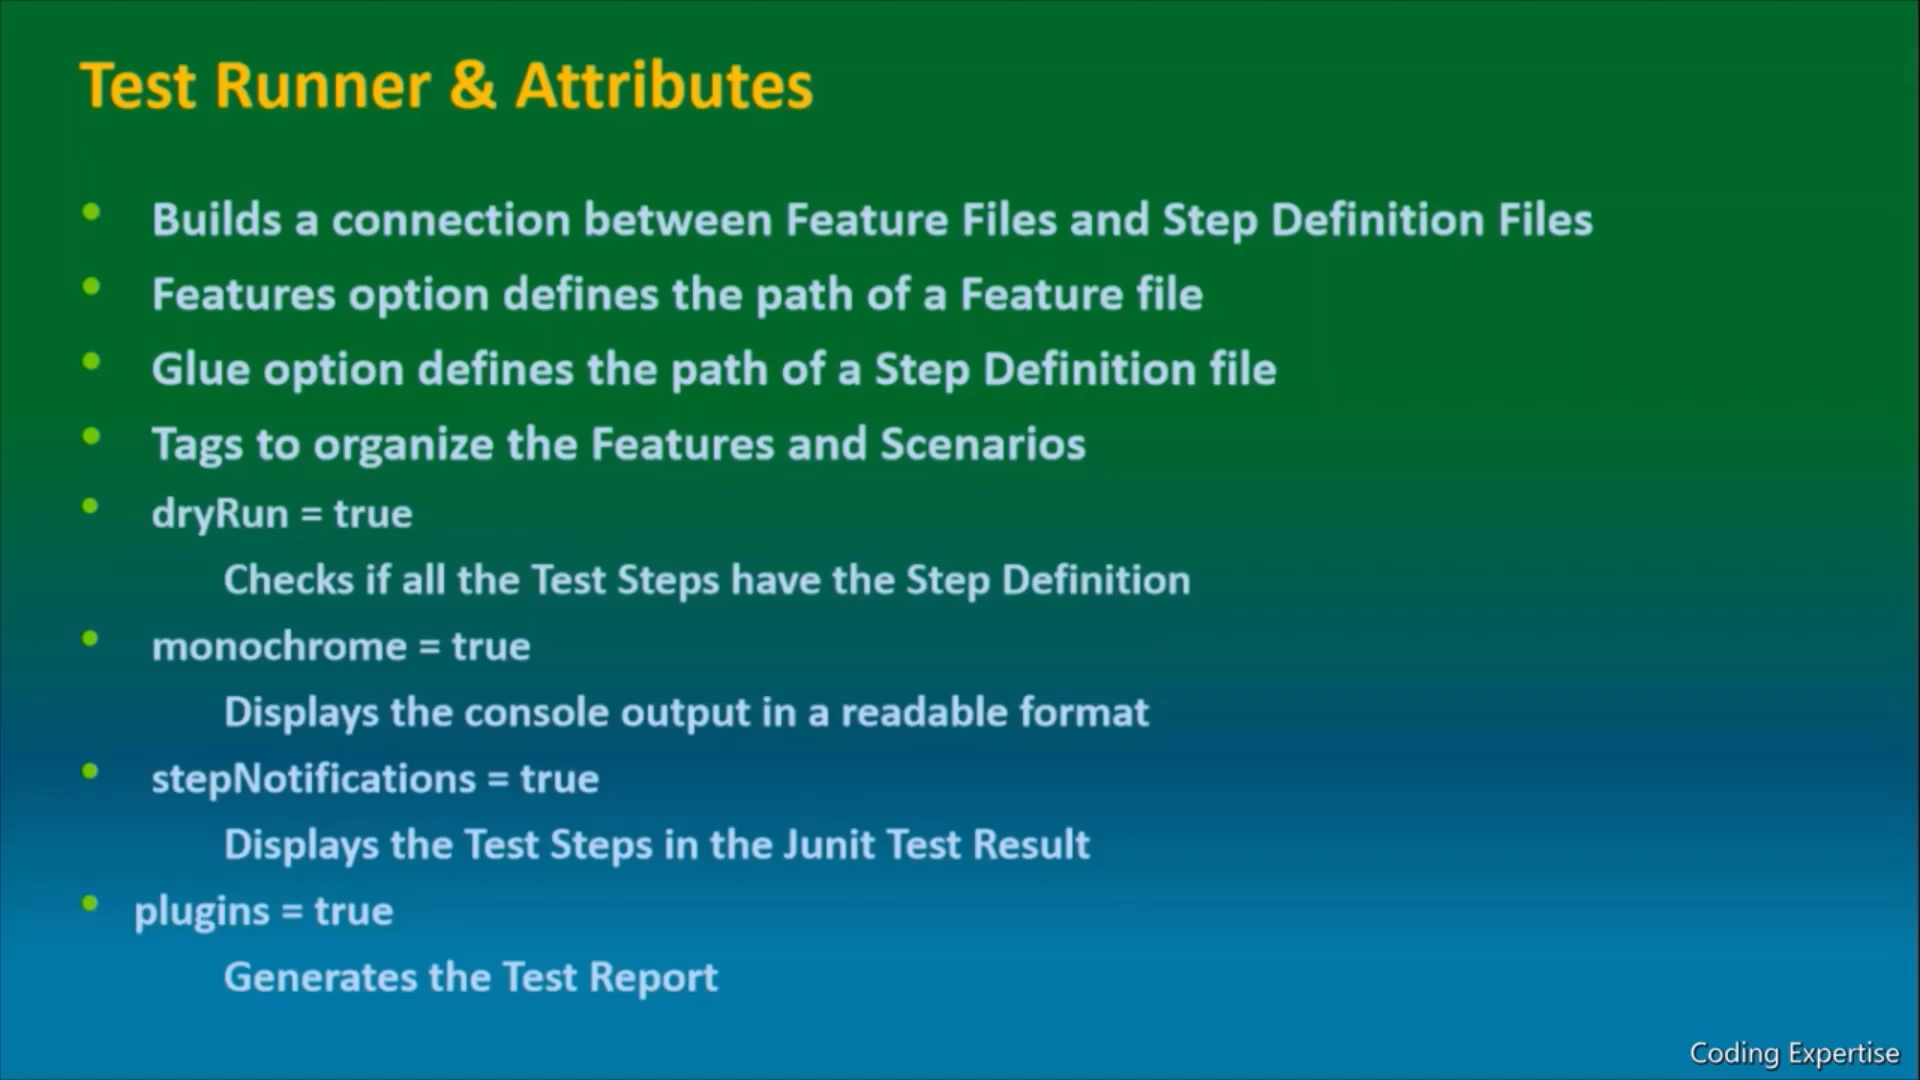 Test Runner & Attributes
• Builds a connection between Feature Files and Step Definition Files
• Features option defines the path of a Feature file
• Glue option defines the path of a Step Definition file
• Tags to organize the Features and Scenarios
• dryRun = true
Checks if all the Test Steps have the Step Definition
• monochrome = true
Displays the console output in a readable format
• stepNotifications = true
Displays the Test Steps in the Junit Test Result
• plugins = true
Generates the Test Report
Coding Expertise